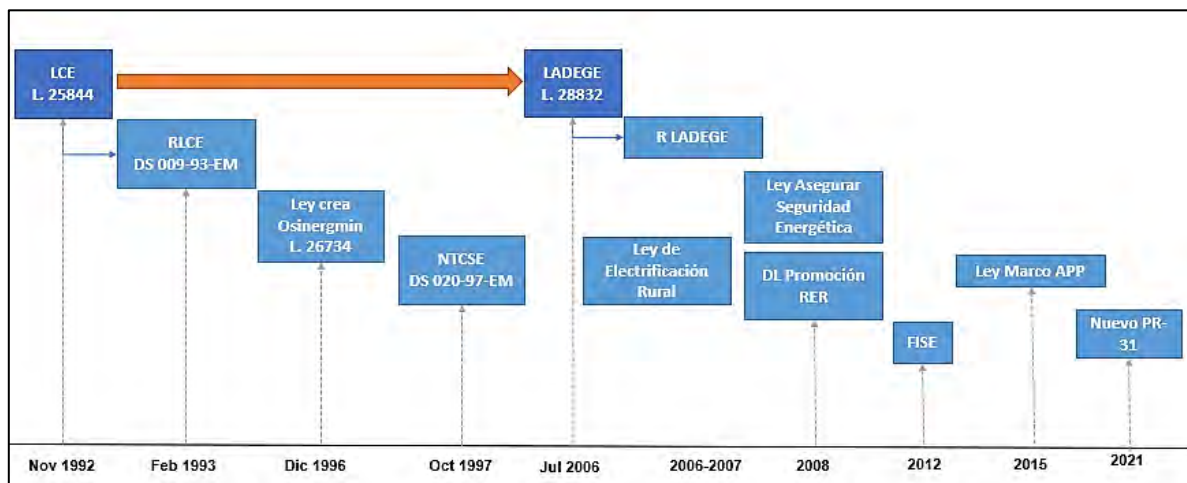 LCE
L. 25844
LADEGE
L. 28832
RLCE
DS 009-93-EM
R LADEGE
Ley crea
Osinergmin
L. 26734
Ley Asegurar
Seguridad
Energética
NTCSE
DS 020-97-EM
Ley de
Electrificación
Rural
DL Promoción
RER
Ley Marco APP
FISE
Nuevo PR-
31
Nov 1992
Feb 1993
Dic 1996
Oct 1997
Jul 2006
2006-2007
2008
2012
2015
2021